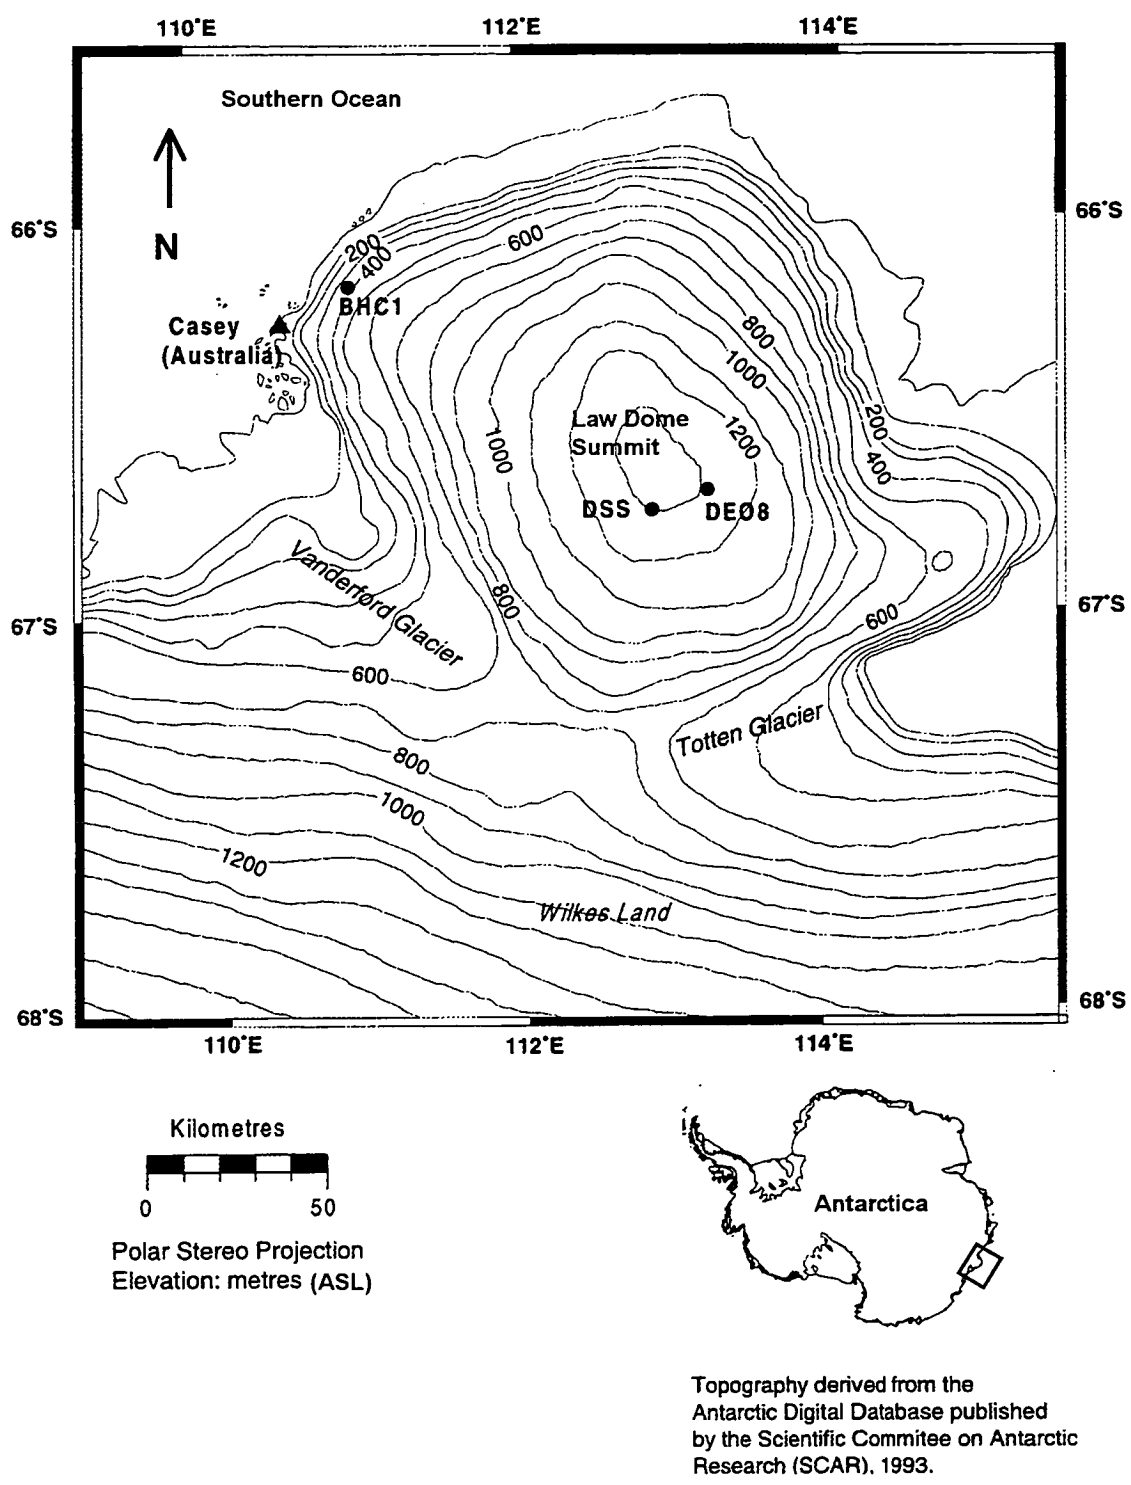 110°E 112°E 114°E
Southern Ocean
N
66°S 66°S
200
400
600
BHC1
Casey
(Australia)
800
1000
Law Dome
Summit
1200
1000
200
400
DSS
DE08
Vanderford Glacier
800
600
67°S 67°S
600
Totten Glacier
800
1000
1200
Wilkes Land
68°S 68°S
110°E 112°E 114°E
Kilometres
0 50
Polar Stereo Projection
Elevation: metres (ASL)
Antarctica
Topography derived from the
Antarctic Digital Database published
by the Scientific Commitee on Antarctic
Research (SCAR), 1993.